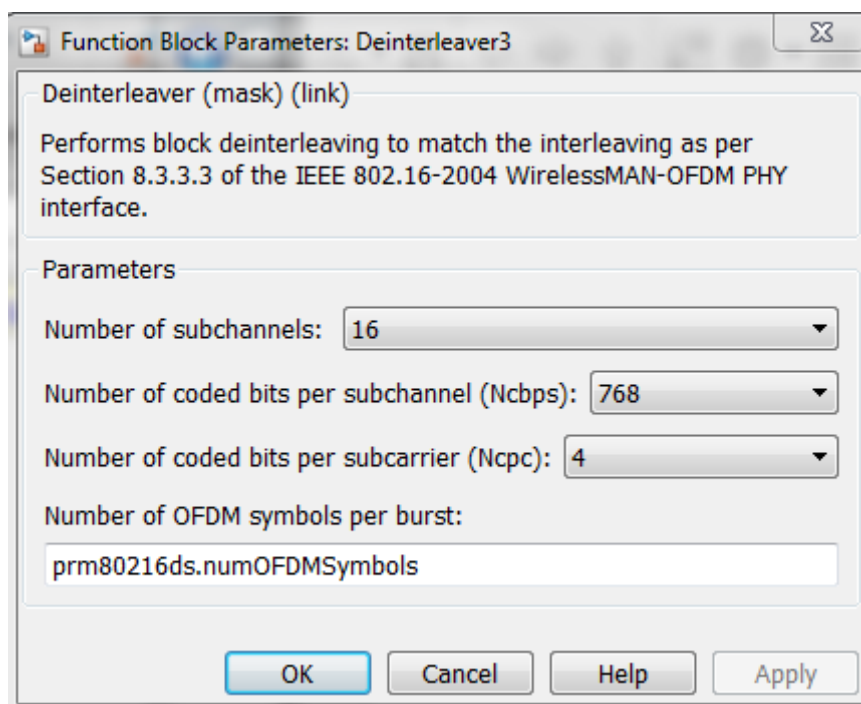 Function Block Parameters: Deinterleaver3
Deinterleaver (mask) (link)
Performs block deinterleaving to match the interleaving as per
Section 8.3.3.3 of the IEEE 802.16-2004 WirelessMAN-OFDM PHY
interface.
Parameters
Number of subchannels: 16
Number of coded bits per subchannel (Ncbps): 768
Number of coded bits per subcarrier (Ncpc): 4
Number of OFDM symbols per burst:
prm80216ds.numOFDMSymbols
OK Cancel Help Apply